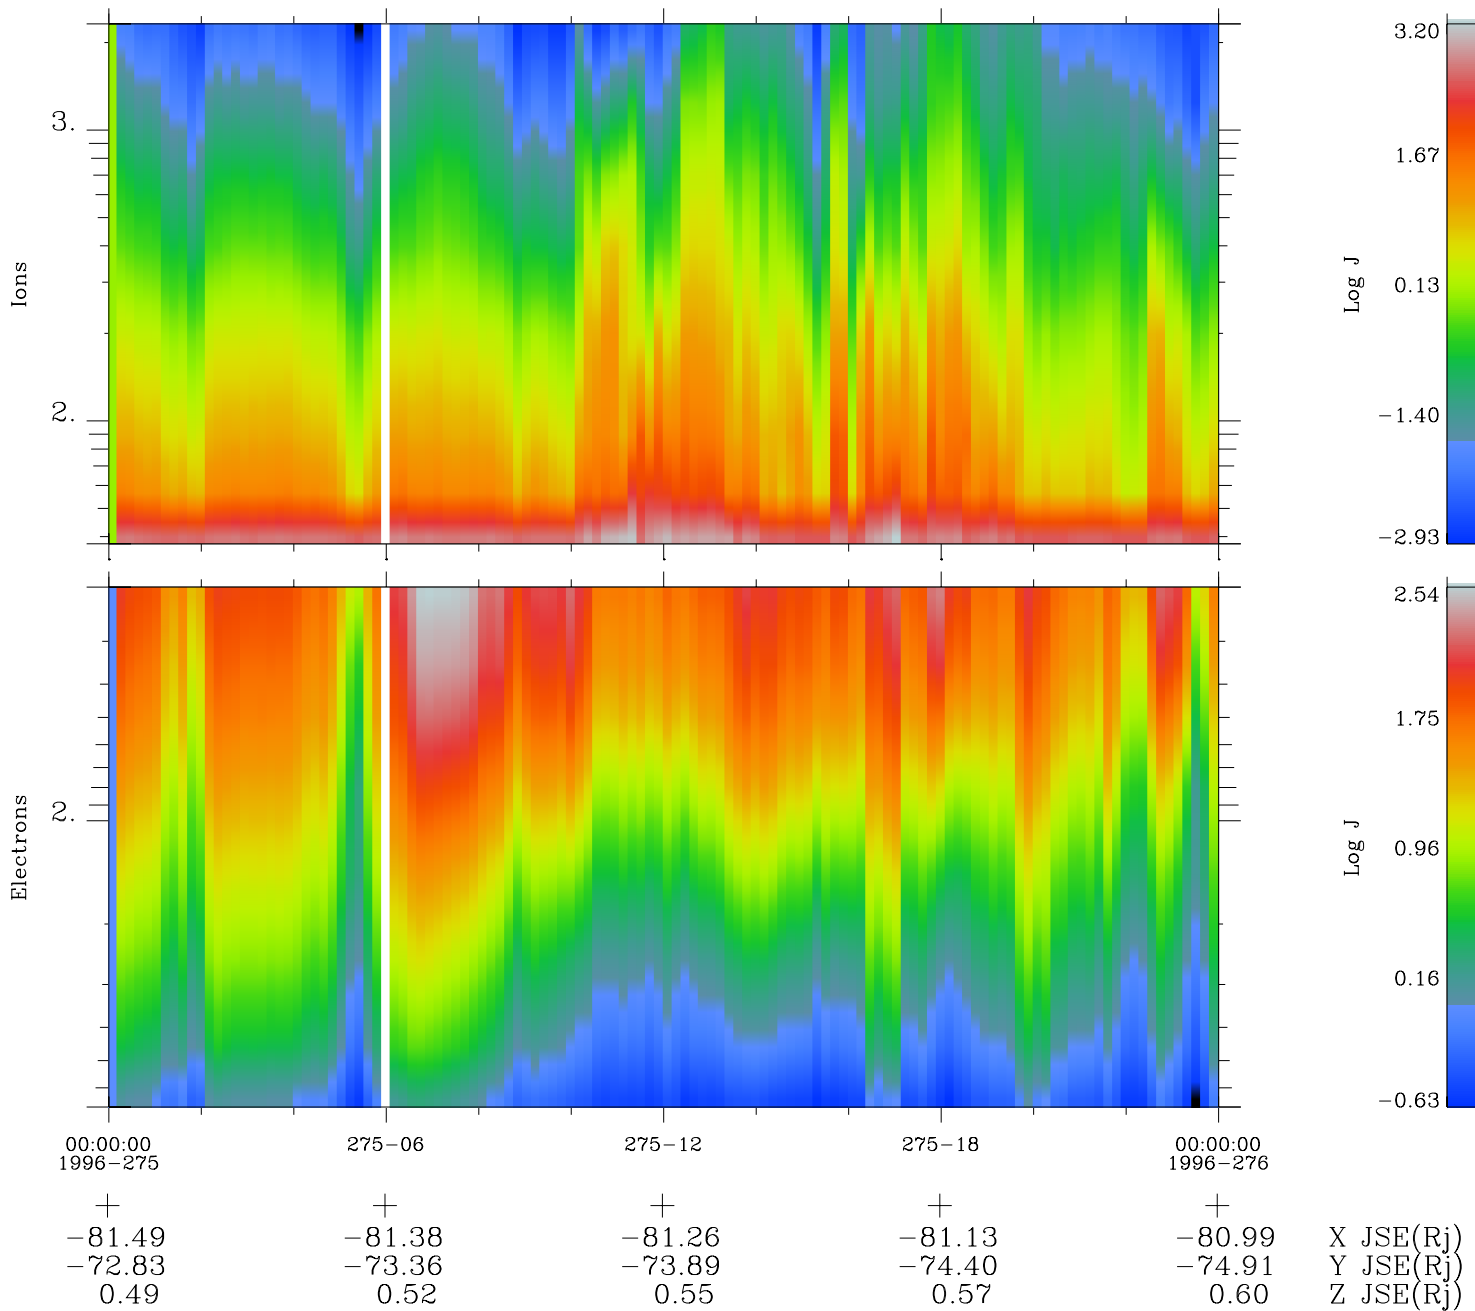 3.
2.
Ions
3.20
1.67
0.13
−1.40
−2.93
Log J
2.
Electrons
2.54
1.75
0.96
0.16
−0.63
Log J
00:00:00 275−06 275−12 275−18 00:00:00
1996−275 1996−276
−81.49 −81.38 −81.26 −81.13 −80.99 X JSE(Rj)
−72.83 −73.36 −73.89 −74.40 −74.91 Y JSE(Rj)
0.49 0.52 0.55 0.57 0.60 Z JSE(Rj)